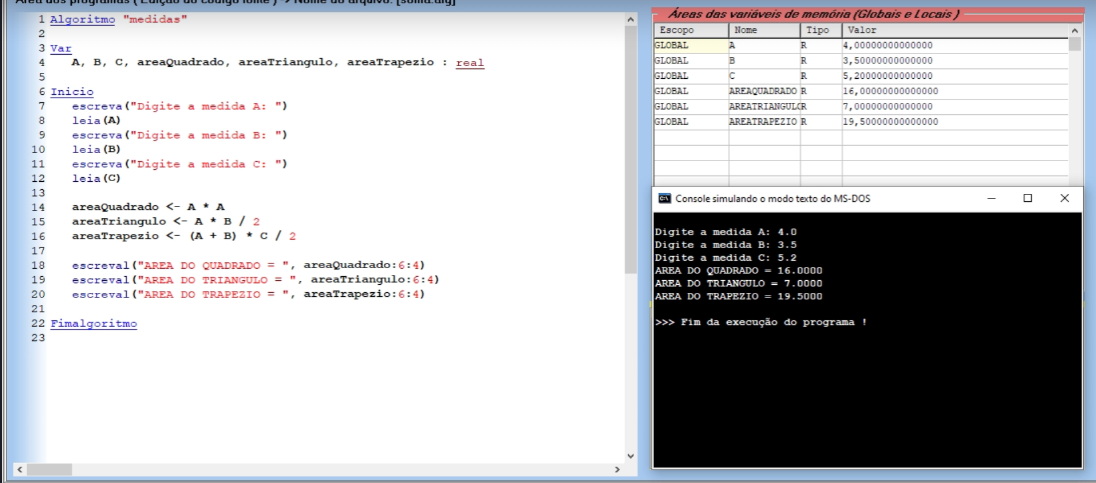 Área dos programas ( Edição do código fonte ) -> Nome do arquivo: [soma.alg]
1 Algoritmo "medidas"
2
3 Var
4 A, B, C, areaQuadrado, areaTriangulo, areaTrapezio : real
5
6 Inicio
7 escreva("Digite a medida A: ")
8 leia(A)
9 escreva("Digite a medida B: ")
10 leia(B)
11 escreva("Digite a medida C: ")
12 leia(C)
13
14 areaQuadrado <- A * A
15 areaTriangulo <- A * B / 2
16 areaTrapezio <- (A + B) * C / 2
17
18 escreval("AREA DO QUADRADO = ", areaQuadrado:6:4)
19 escreval("AREA DO TRIANGULO = ", areaTriangulo:6:4)
20 escreval("AREA DO TRAPEZIO = ", areaTrapezio:6:4)
21
22 Fimalgoritmo
23
Áreas das variáveis de memória (Globais e Locais )
Escopo Nome Tipo Valor
GLOBAL A R 4,00000000000000
GLOBAL B R 3,50000000000000
GLOBAL C R 5,20000000000000
GLOBAL AREAQUADRADO R 16,0000000000000
GLOBAL AREATRIANGULO R 7,00000000000000
GLOBAL AREATRAPEZIO R 19,5000000000000
Console simulando o modo texto do MS-DOS
Digite a medida A: 4.0
Digite a medida B: 3.5
Digite a medida C: 5.2
AREA DO QUADRADO = 16.0000
AREA DO TRIANGULO = 7.0000
AREA DO TRAPEZIO = 19.5000
>>> Fim da execução do programa !